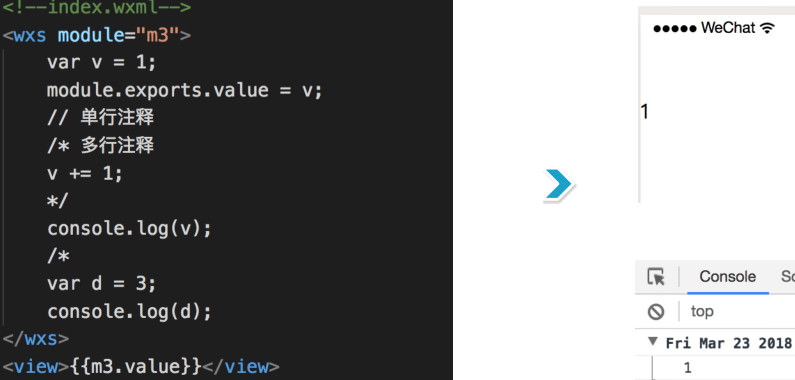 <!--index.wxml-->
<wxs module="m3">
var v = 1;
module.exports.value = v;
// 单行注释
/* 多行注释
v += 1;
*/
console.log(v);
/*
var d = 3;
console.log(d);
</wxs>
<view>{{m3.value}}</view>
●●●●● WeChat
1
Console
So
top
▼ Fri Mar 23 2018
1